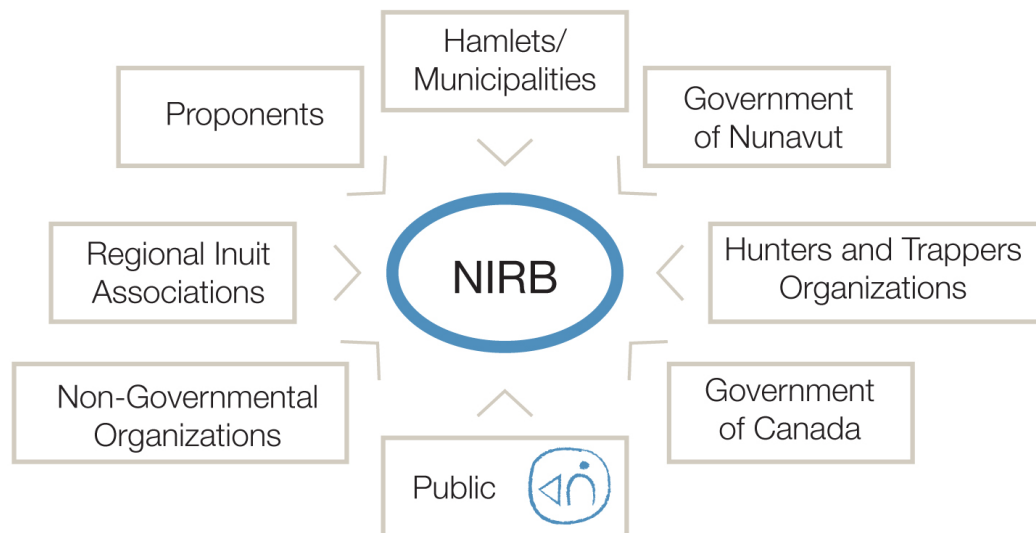 Hamlets/
Municipalities
Proponents
Government
of Nunavut
Regional Inuit
Associations
NIRB
Hunters and Trappers
Organizations
Non-Governmental
Organizations
Government
of Canada
Public
ᐊᓐ